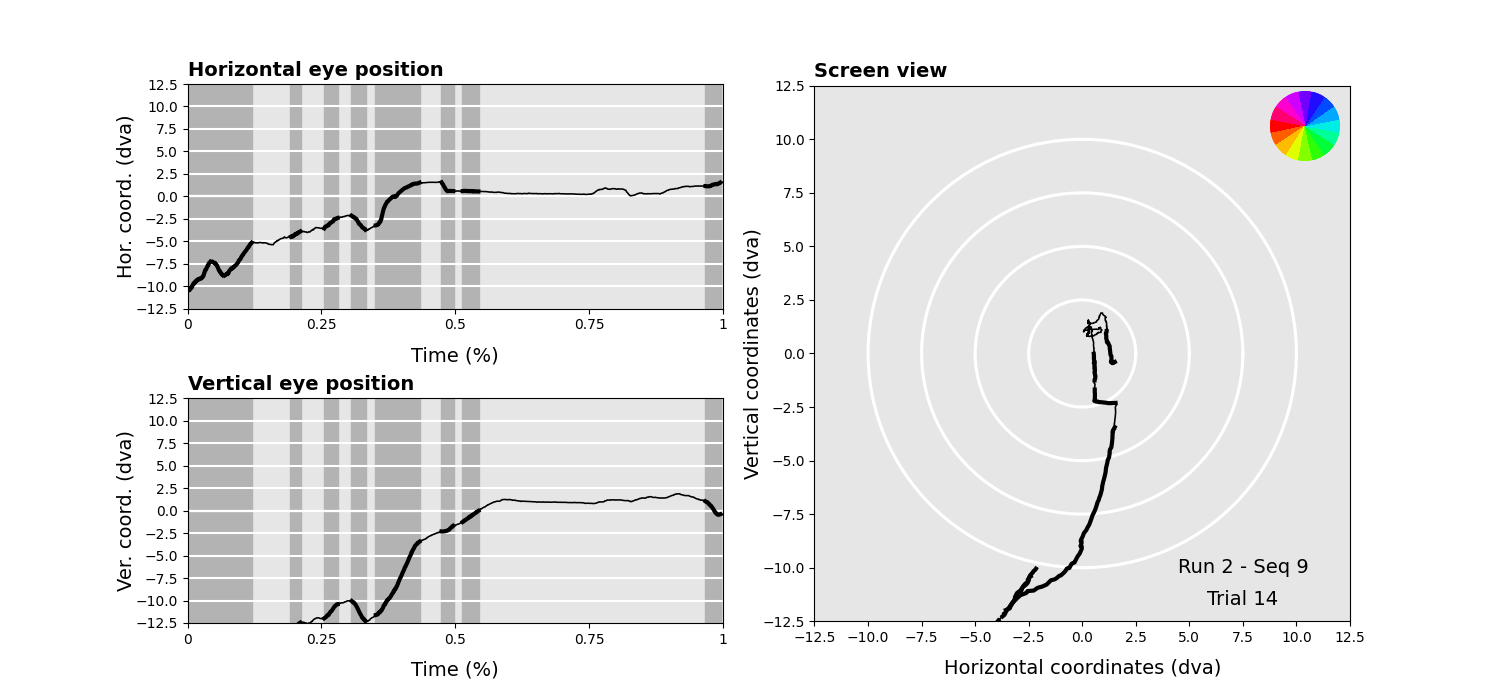 Horizontal eye position
12.5
10.0
7.5
5.0
2.5
0.0
−2.5
−5.0
−7.5
−10.0
−12.5
Hor. coord. (dva)
0 0.25 0.5 0.75 1
Time (%)
Vertical eye position
12.5
10.0
7.5
5.0
2.5
0.0
−2.5
−5.0
−7.5
−10.0
−12.5
Ver. coord. (dva)
0 0.25 0.5 0.75 1
Time (%)
Screen view
12.5
10.0
7.5
5.0
2.5
0.0
−2.5
−5.0
−7.5
−10.0
−12.5
Vertical coordinates (dva)
Run 2 - Seq 9
Trial 14
−12.5 −10.0 −7.5 −5.0 −2.5 0.0 2.5 5.0 7.5 10.0 12.5
Horizontal coordinates (dva)